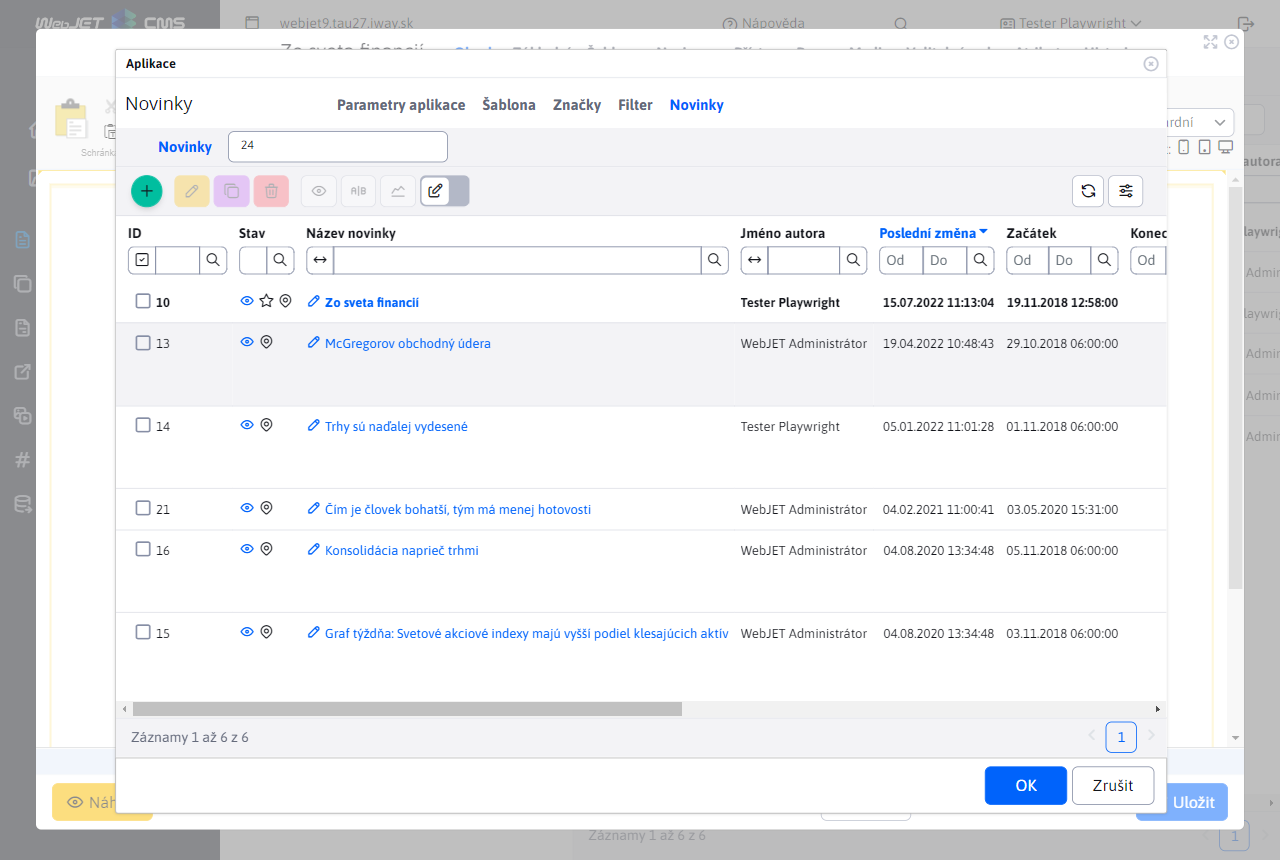 WebJET CMS
webjet9.tau27.iway.sk
Nápověda
Tester Playwright
Zo sveta financií
Aplikace
Novinky
Parametry aplikace
Šablona
Značky
Filter
Novinky
Schránka
Novinky
24
A|B
ID
Stav
Název novinky
Jméno autora
Poslední změna
Začátek
Konec
Od
Do
Od
Do
Od
10
Zo sveta financií
Tester Playwright
15.07.2022 11:13:04
19.11.2018 12:58:00
13
McGregorov obchodný údera
WebJET Administrátor
19.04.2022 10:48:43
29.10.2018 06:00:00
14
Trhy sú naďalej vydesené
Tester Playwright
05.01.2022 11:01:28
01.11.2018 06:00:00
21
Čím je človek bohatší, tým má menej hotovosti
WebJET Administrátor
04.02.2021 11:00:41
03.05.2020 15:31:00
16
Konsolidácia naprieč trhmi
WebJET Administrátor
04.08.2020 13:34:48
05.11.2018 06:00:00
15
Graf týždňa: Svetové akciové indexy majú vyšší podiel klesajúcich aktív
WebJET Administrátor
04.08.2020 13:34:48
03.11.2018 06:00:00
Záznamy 1 až 6 z 6
1
OK
Zrušit
Uložit
Záznamy 1 až 6 z 6
1